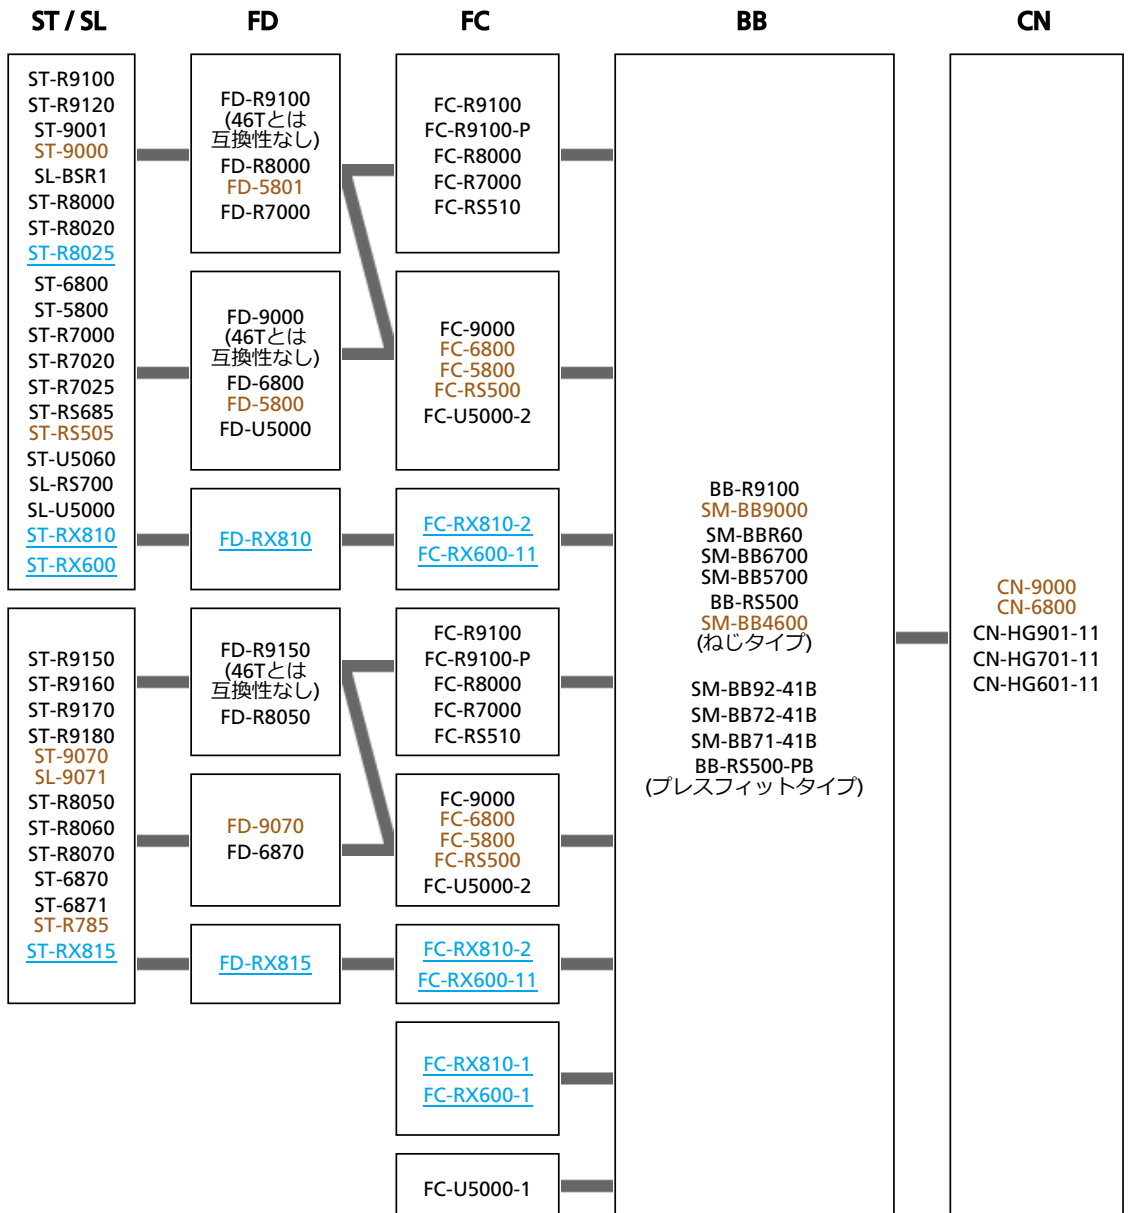 ST / SL
FD
FC
BB
CN
ST-R9100
ST-R9120
ST-9001
ST-9000
SL-BSR1
ST-R8000
ST-R8020
ST-R8025
ST-6800
ST-5800
ST-R7000
ST-R7020
ST-R7025
ST-RS685
ST-RS505
ST-U5060
SL-RS700
SL-U5000
ST-RX810
ST-RX600
ST-R9150
ST-R9160
ST-R9170
ST-R9180
ST-9070
SL-9071
ST-R8050
ST-R8060
ST-R8070
ST-6870
ST-6871
ST-R785
ST-RX815
FD-R9100
(46Tとは
互換性なし)
FD-R8000
FD-5801
FD-R7000
FD-9000
(46Tとは
互換性なし)
FD-6800
FD-5800
FD-U5000
FD-RX810
FD-R9150
(46Tとは
互換性なし)
FD-R8050
FD-9070
FD-6870
FD-RX815
FC-R9100
FC-R9100-P
FC-R8000
FC-R7000
FC-RS510
FC-9000
FC-6800
FC-5800
FC-RS500
FC-U5000-2
FC-RX810-2
FC-RX600-11
FC-R9100
FC-R9100-P
FC-R8000
FC-R7000
FC-RS510
FC-9000
FC-6800
FC-5800
FC-RS500
FC-U5000-2
FC-RX810-2
FC-RX600-11
FC-RX810-1
FC-RX600-1
FC-U5000-1
BB-R9100
SM-BB9000
SM-BBR60
SM-BB6700
SM-BB5700
BB-RS500
SM-BB4600
(ねじタイプ)
SM-BB92-41B
SM-BB72-41B
SM-BB71-41B
BB-RS500-PB
(プレスフィットタイプ)
CN-9000
CN-6800
CN-HG901-11
CN-HG701-11
CN-HG601-11